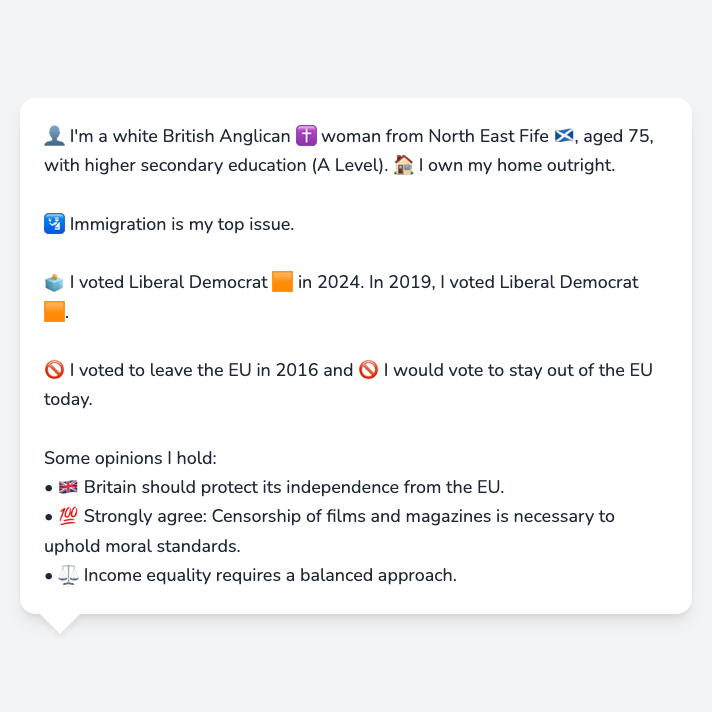 👤 I'm a white British Anglican ✝️ woman from North East Fife 🏴󠁧󠁢󠁳󠁣󠁴󠁿, aged 75,
with higher secondary education (A Level). 🏠 I own my home outright.
🛂 Immigration is my top issue.
🗳️ I voted Liberal Democrat 🟧 in 2024. In 2019, I voted Liberal Democrat
🟧.
🚫 I voted to leave the EU in 2016 and 🚫 I would vote to stay out of the EU
today.
Some opinions I hold:
• 🇬🇧 Britain should protect its independence from the EU.
• 💯 Strongly agree: Censorship of films and magazines is necessary to
uphold moral standards.
• ⚖️ Income equality requires a balanced approach.